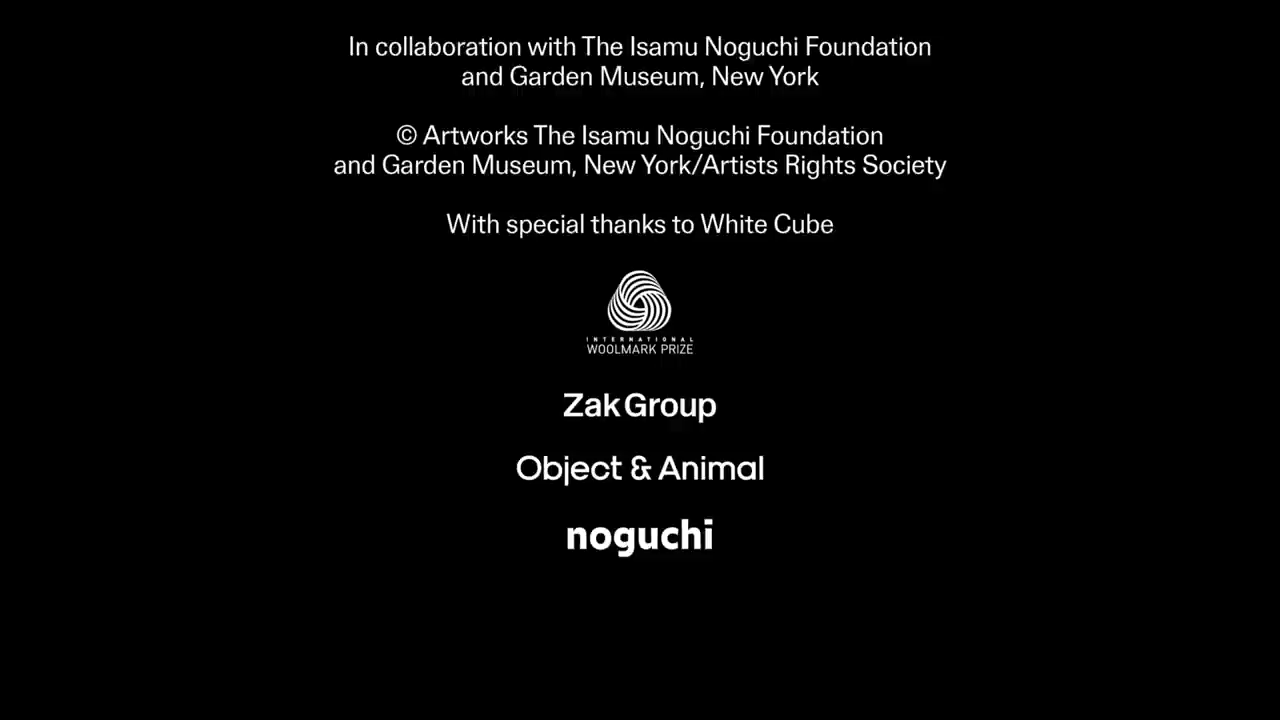 In collaboration with The Isamu Noguchi Foundation
and Garden Museum, New York
© Artworks The Isamu Noguchi Foundation
and Garden Museum, New York/Artists Rights Society
With special thanks to White Cube
INTERNATIONAL
WOOLMARK PRIZE
Zak Group
Object & Animal
noguchi